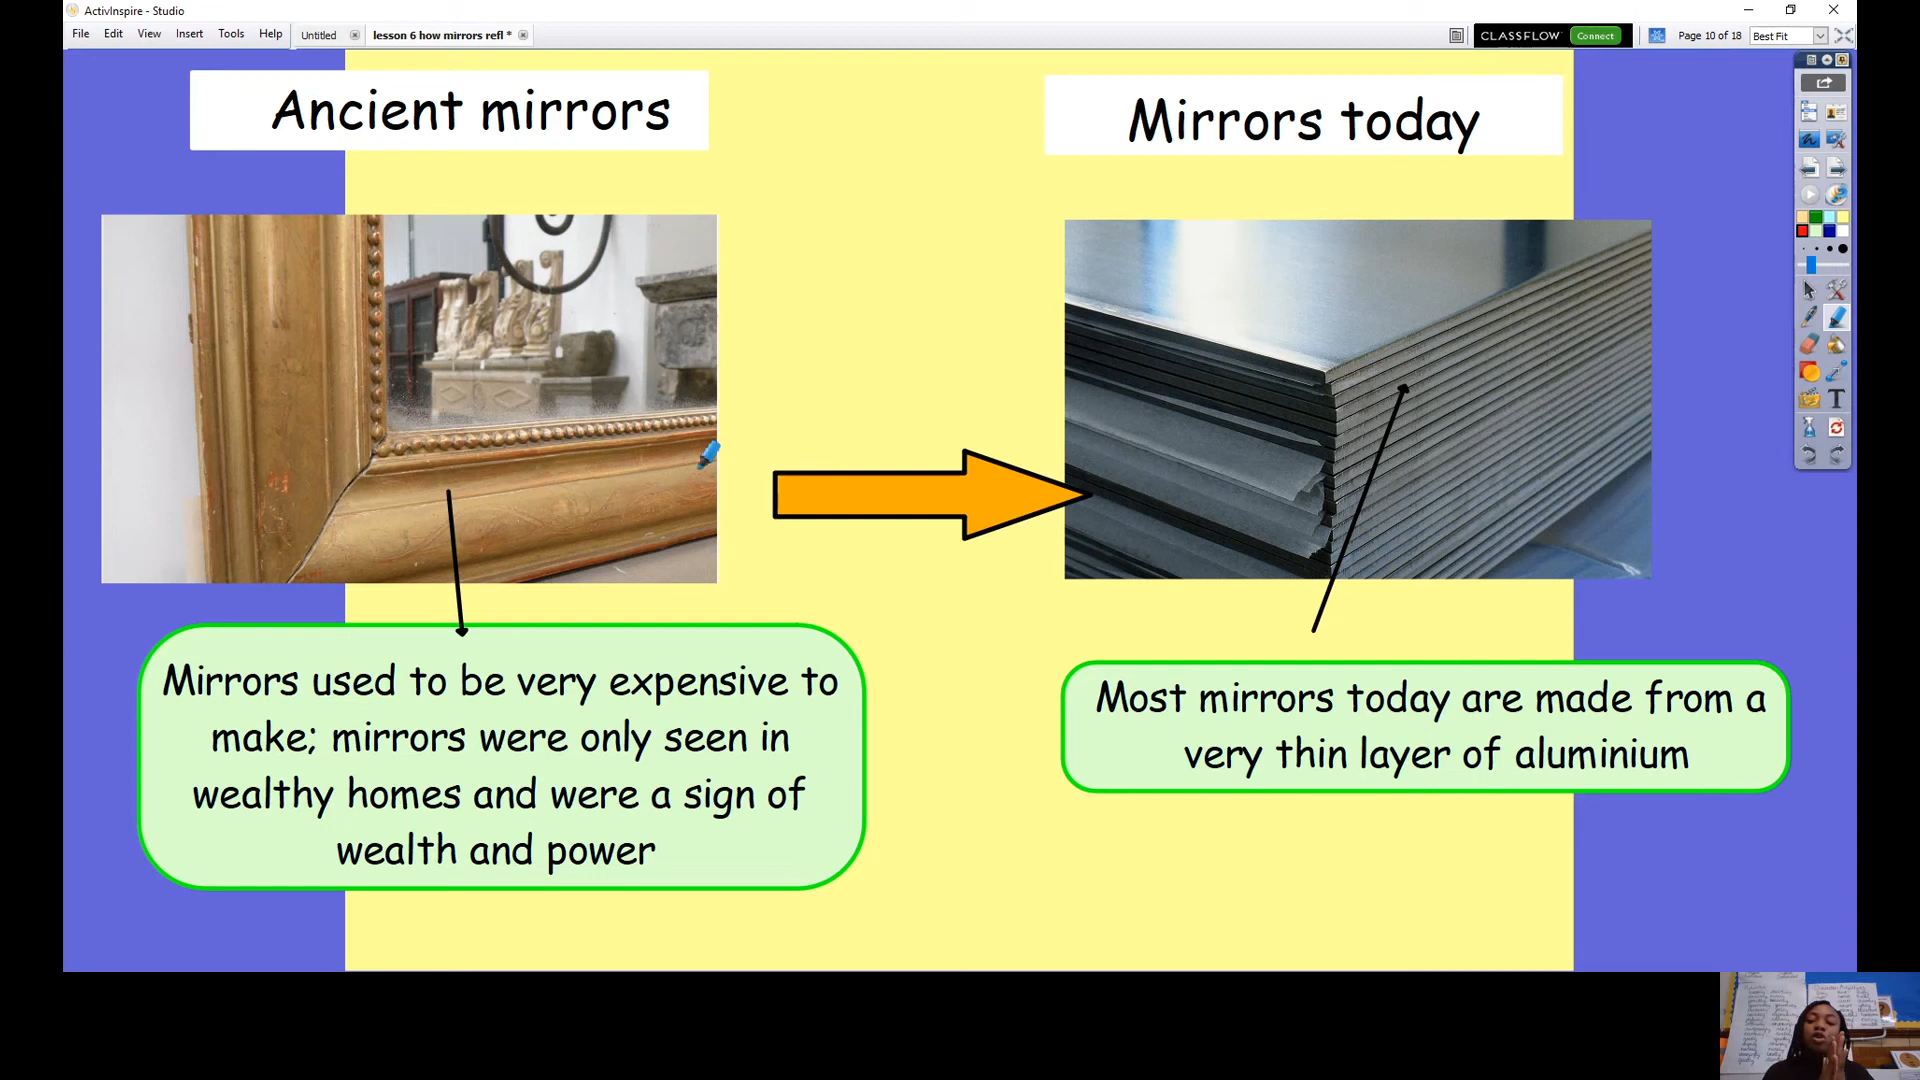 ActivInspire - Studio
File Edit View Insert Tools Help
Untitled
lesson 6 how mirrors refl *
CLASSFLOW Connect
Page 10 of 18
Best Fit
Ancient mirrors
Mirrors today
T
Mirrors used to be very expensive to
make; mirrors were only seen in
wealthy homes and were a sign of
wealth and power
Most mirrors today are made from a
very thin layer of aluminium